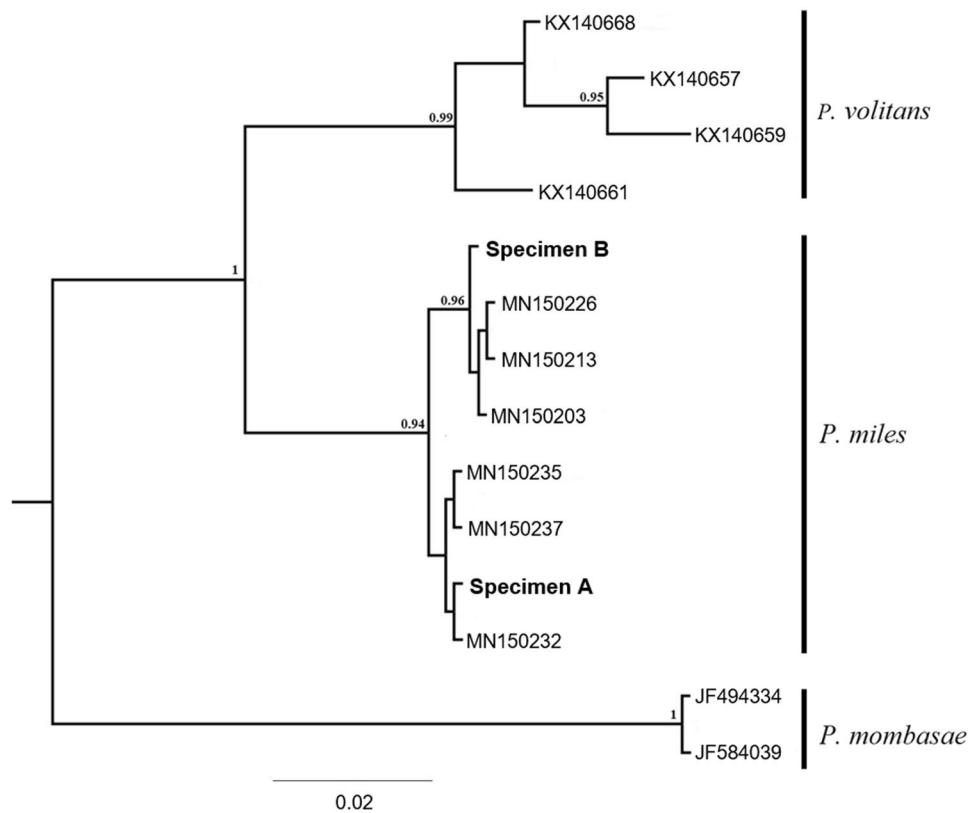 KX140668
KX140657
0.95
P. volitans
0.99
KX140659
KX140661
Specimen B
1
0.96
MN150226
MN150213
MN150203
0.94
P. miles
MN150235
MN150237
Specimen A
MN150232
JF494334
1
P. mombasae
JF584039
0.02